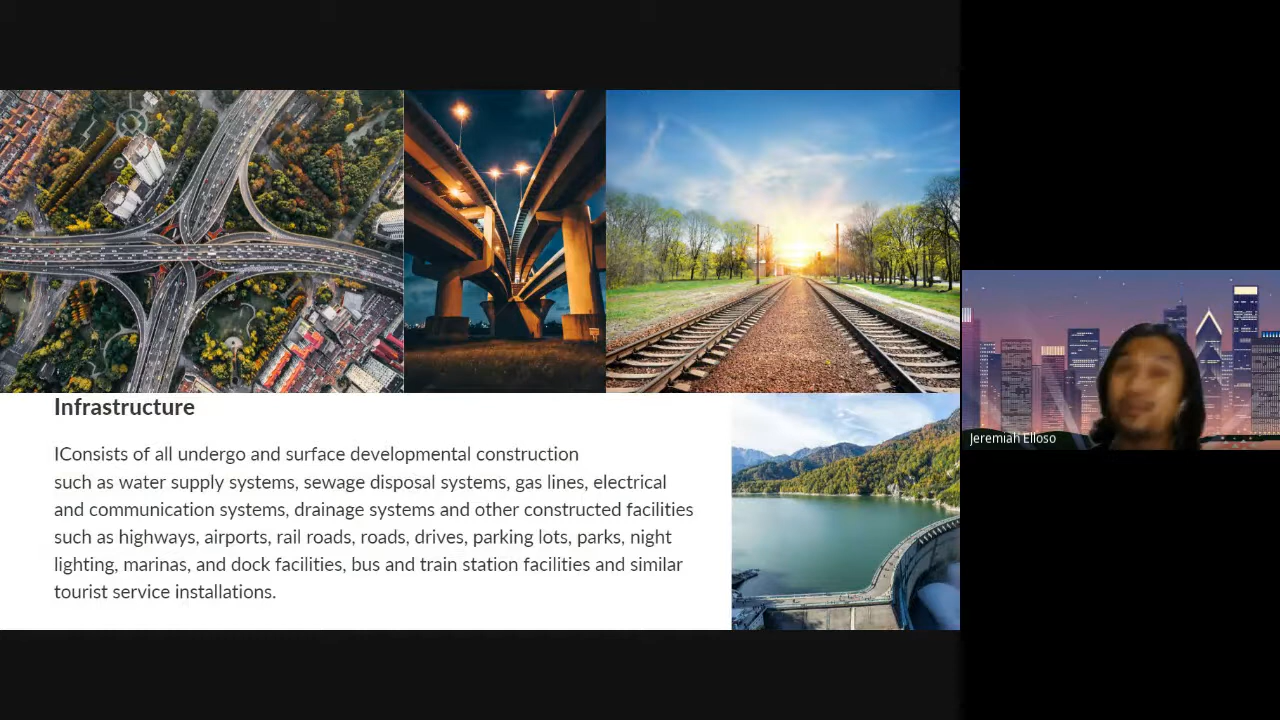 Infrastructure
IConsists of all undergo and surface developmental construction
such as water supply systems, sewage disposal systems, gas lines, electrical
and communication systems, drainage systems and other constructed facilities
such as highways, airports, rail roads, roads, drives, parking lots, parks, night
lighting, marinas, and dock facilities, bus and train station facilities and similar
tourist service installations.
Jeremiah Elloso